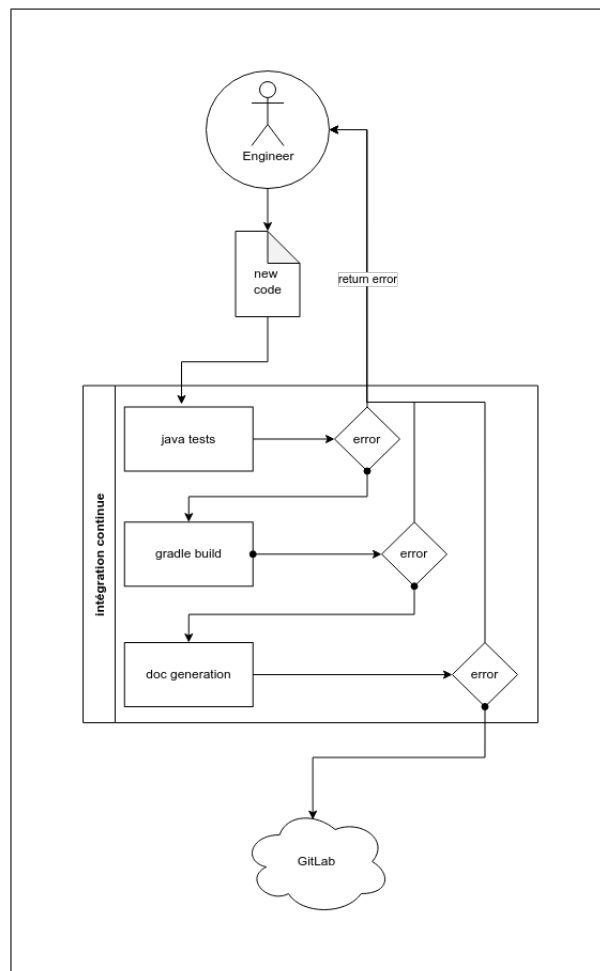 Engineer
new
code
return error
intégration continue
java tests
error
gradle build
error
doc generation
error
GitLab